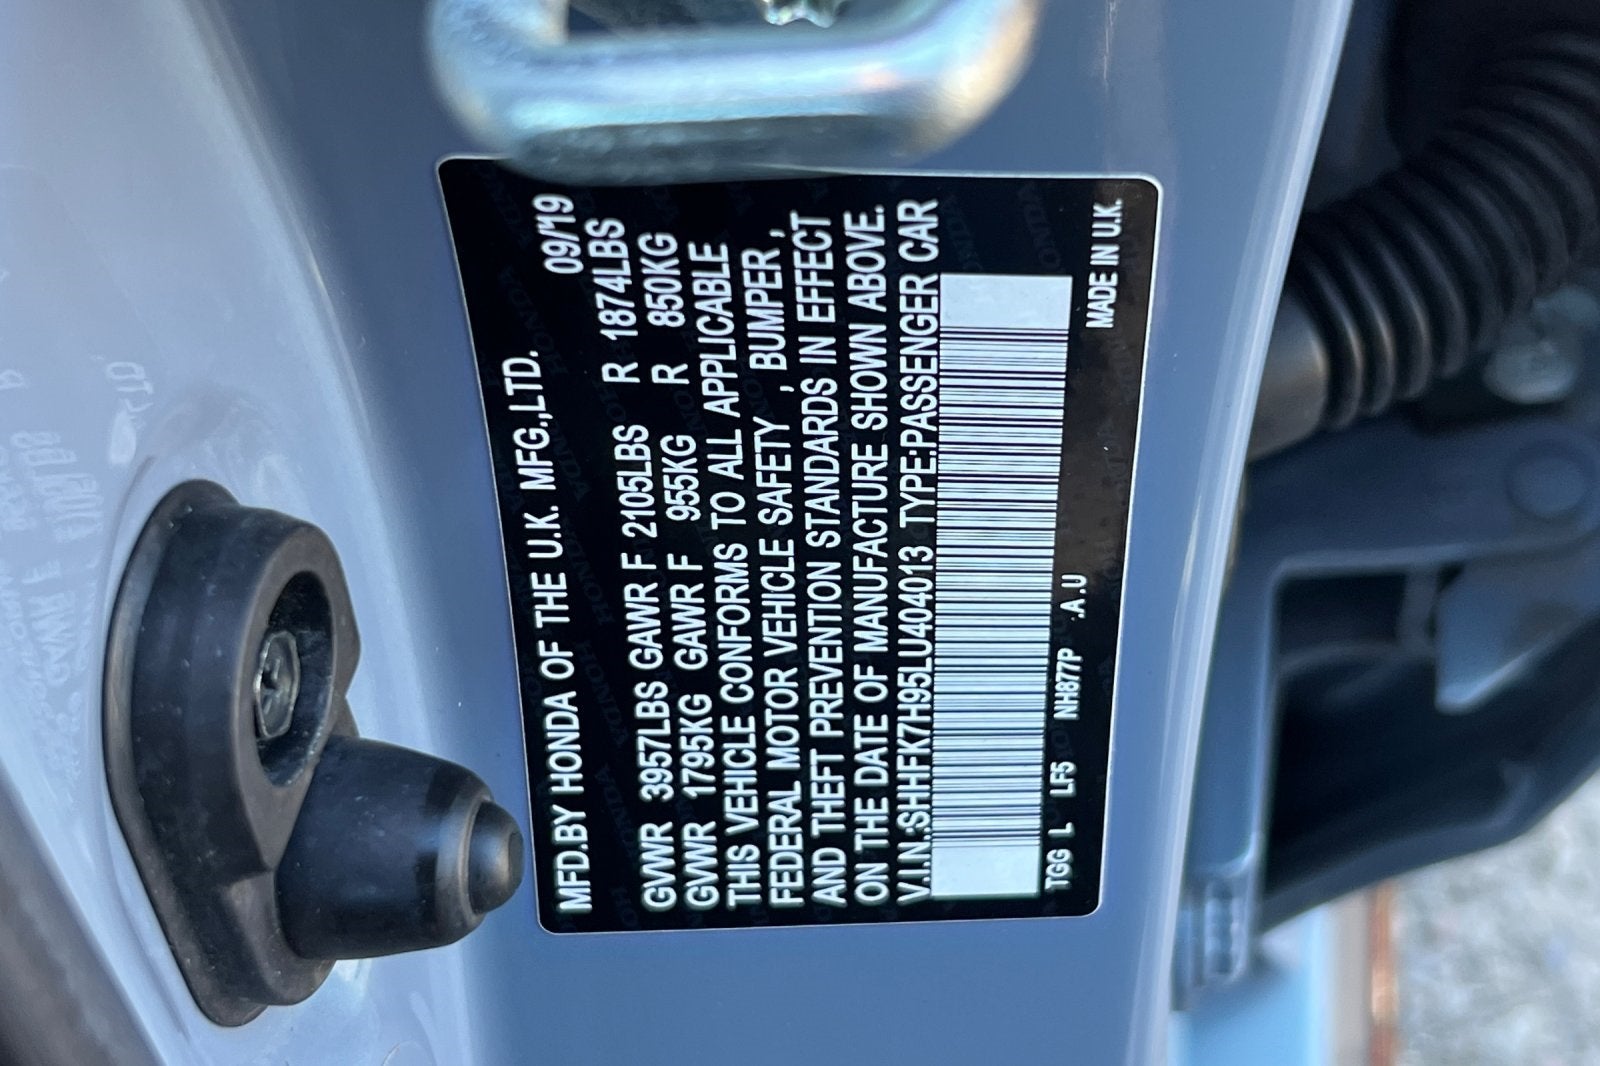 MFD.BY HONDA OF THE U.K. MFG.,LTD. 09/19
GVWR 3957LBS GAWR F 2105LBS R 1874LBS
GVWR 1795KG GAWR F 955KG R 850KG
THIS VEHICLE CONFORMS TO ALL APPLICABLE
FEDERAL MOTOR VEHICLE SAFETY , BUMPER ,
AND THEFT PREVENTION STANDARDS IN EFFECT
ON THE DATE OF MANUFACTURE SHOWN ABOVE.
V.I.N.:SHHFK7H95LU404013 TYPE:PASSENGER CAR
TGG L LF5 NH877P .A.U MADE IN U.K.